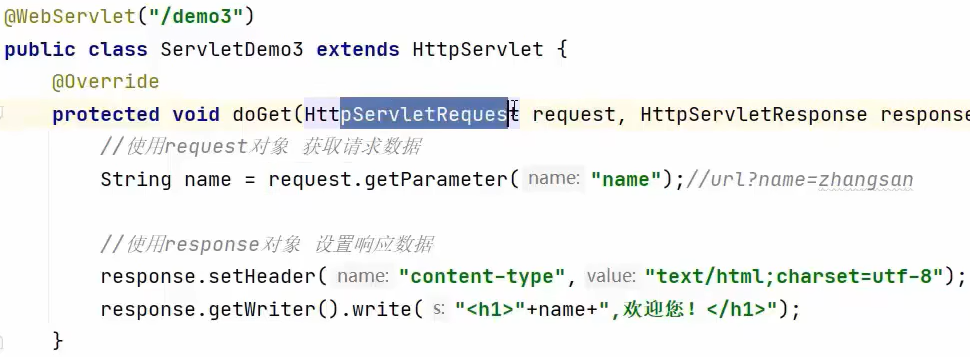 @WebServlet("/demo3")
public class ServletDemo3 extends HttpServlet {
@Override
protected void doGet(HttpServletRequest request, HttpServletResponse response
//使用request对象 获取请求数据
String name = request.getParameter( name: "name");//url?name=zhangsan
//使用response对象 设置响应数据
response.setHeader( name: "content-type", value: "text/html;charset=utf-8");
response.getWriter().write( s: "<h1>"+name+",欢迎您！</h1>");
}